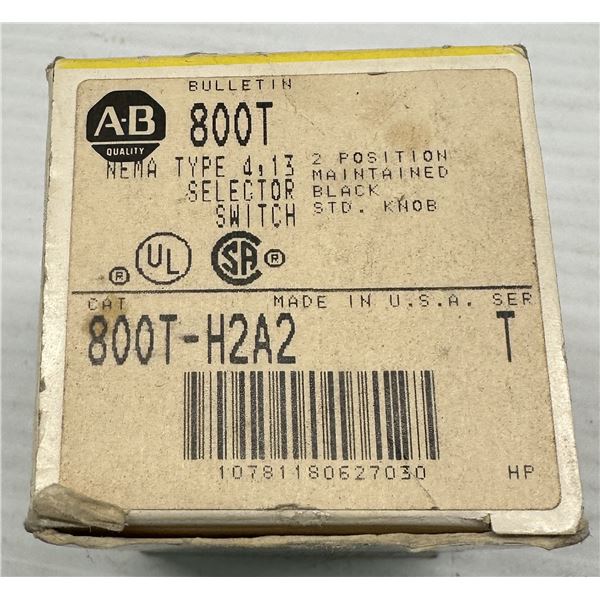 BULLETIN
A-B
QUALITY
800T
NEMA TYPE 4,13
SELECTOR
SWITCH
2 POSITION
MAINTAINED
BLACK
STD. KNOB
® UL SA ®
CAT
MADE IN U.S.A. SER
800T-H2A2 T
10781180627030 HP